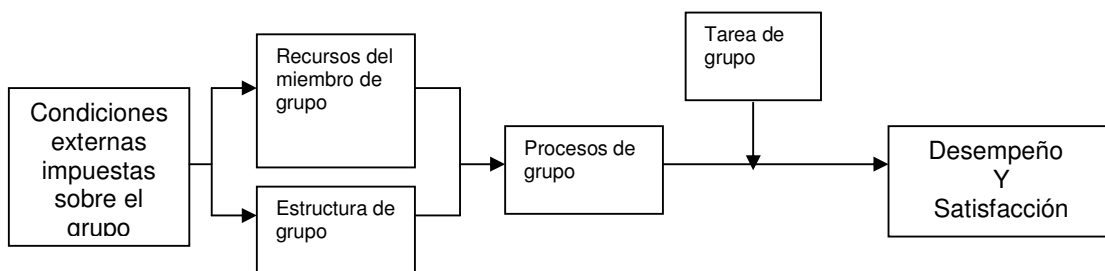 Condiciones
externas
impuestas
sobre el
grupo
Recursos del
miembro de
grupo
Estructura de
grupo
Procesos de
grupo
Tarea de
grupo
Desempeño
Y
Satisfacción